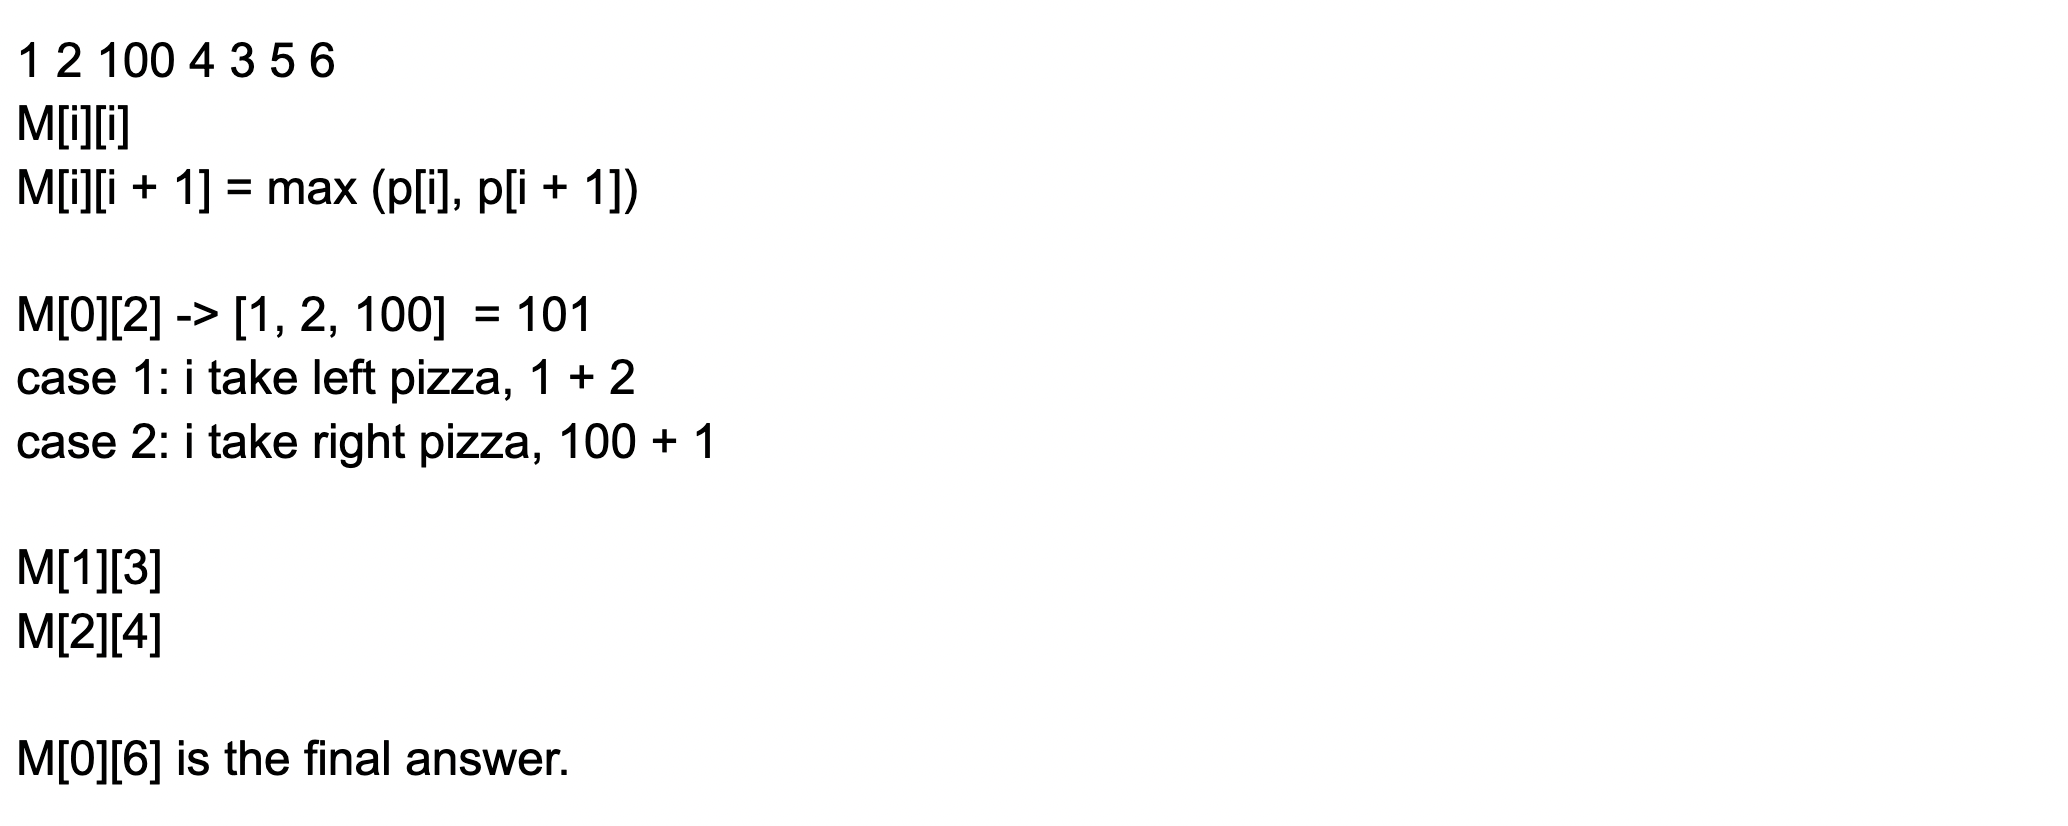 1 2 100 4 3 5 6
M[i][i]
M[i][i + 1] = max (p[i], p[i + 1])
M[0][2] -> [1, 2, 100]  = 101
case 1: i take left pizza, 1 + 2
case 2: i take right pizza, 100 + 1
M[1][3]
M[2][4]
M[0][6] is the final answer.